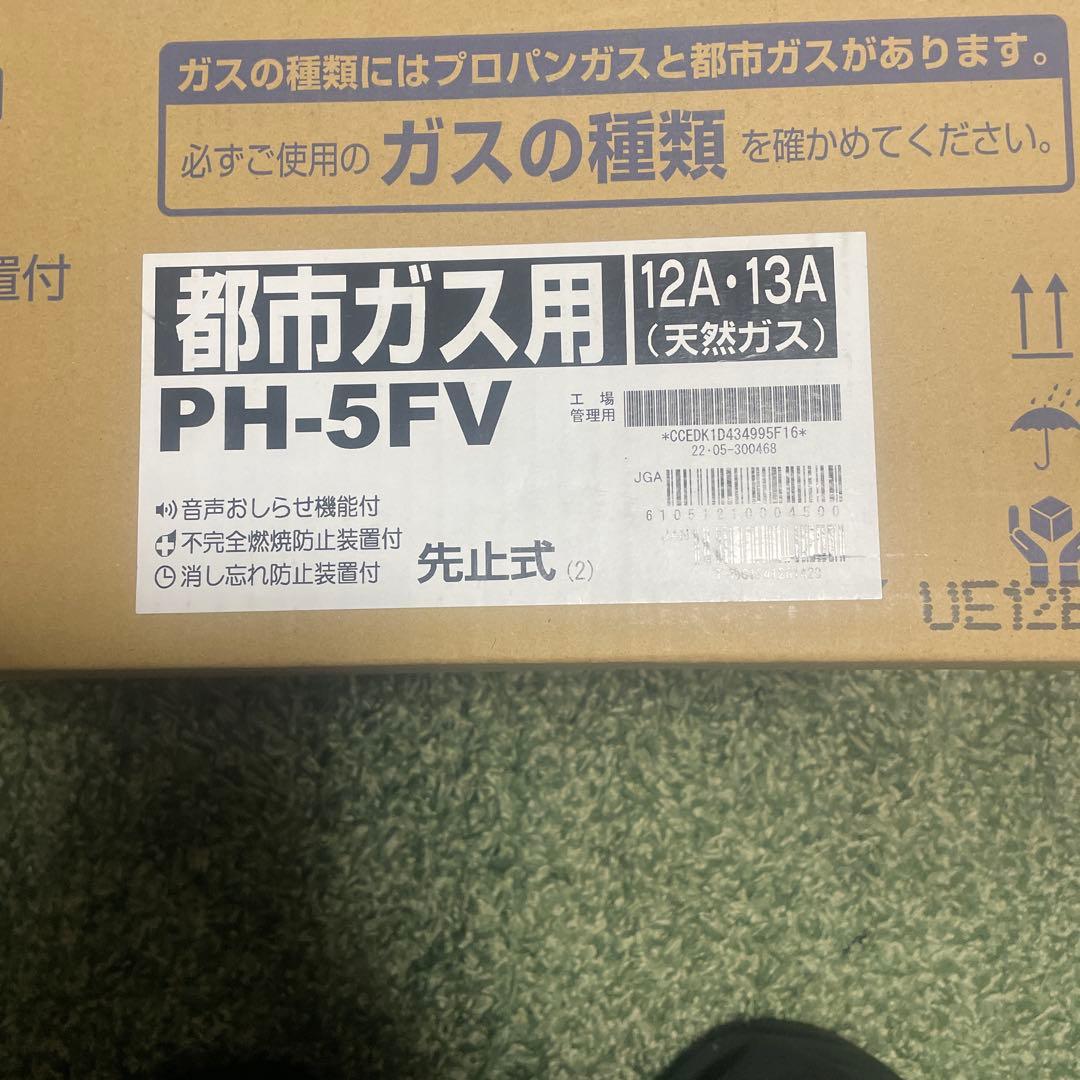 ガスの種類にはプロパンガスと都市ガスがあります。
必ずご使用の ガスの種類 を確かめてください。
置付
都市ガス用
12A・13A
(天然ガス)
PH-5FV
工場
管理用
*CCEDK1D434995F16*
22・05-300468
JGA
61051210004500
音声おしらせ機能付
不完全燃焼防止装置付
消し忘れ防止装置付
先止式(2)